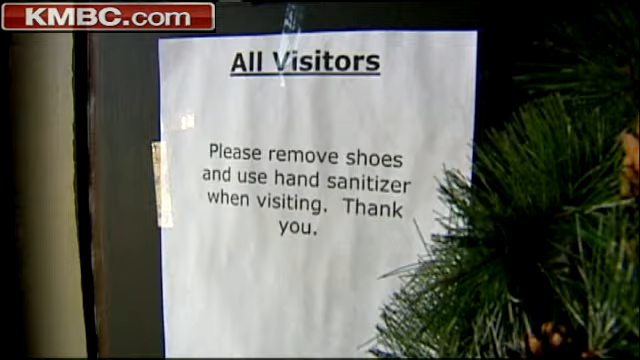 KMBC.com
All Visitors
Please remove shoes
and use hand sanitizer
when visiting. Thank
you.